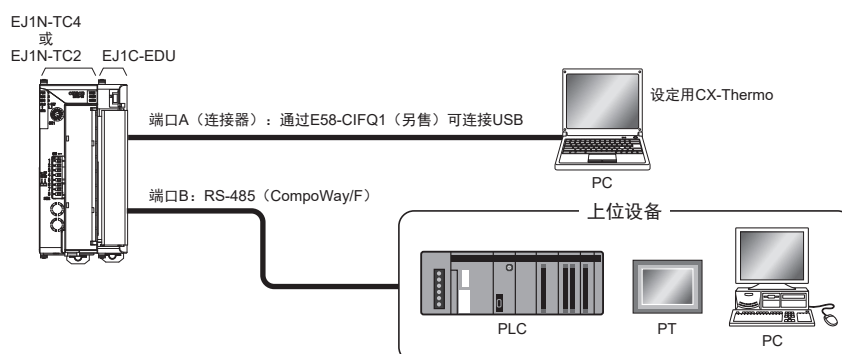 EJ1N-TC4
或
EJ1N-TC2 EJ1C-EDU
端口A（连接器）：通过E58-CIFQ1（另售）可连接USB
设定用CX-Thermo
PC
端口B：RS-485（CompoWay/F）
上位设备
PLC
PT
PC